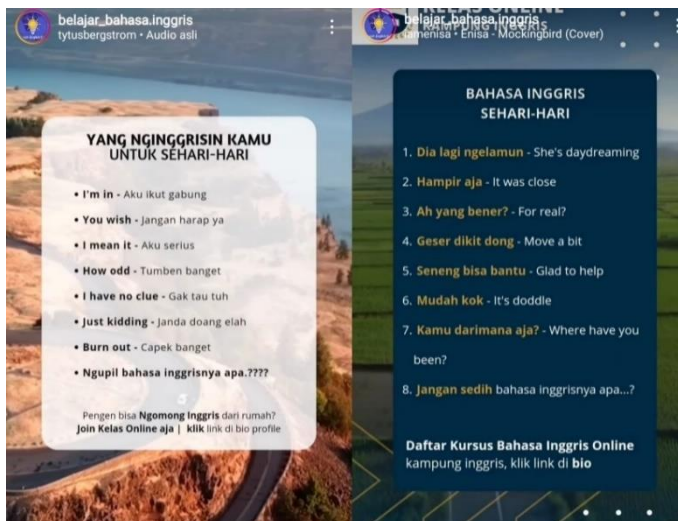 belajar_bahasa.inggris
tytusbergstrom • Audio asli
YANG NGINGGRISIN KAMU
UNTUK SEHARI-HARI
• I'm in - Aku ikut gabung
• You wish - Jangan harap ya
• I mean it - Aku serius
• How odd - Tumben banget
• I have no clue - Gak tau tuh
• Just kidding - Janda doang elah
• Burn out - Capek banget
• Ngupil bahasa inggrisnya apa.????
Pengen bisa Ngomong Inggris dari rumah?
Join Kelas Online aja | klik link di bio profile
KELAS ONLINE
KAMPUNG INGGRIS
belajar_bahasa.inggris
iamenisa • Enisa - Mockingbird (Cover)
BAHASA INGGRIS
SEHARI-HARI
1. Dia lagi ngelamun - She's daydreaming
2. Hampir aja - It was close
3. Ah yang bener? - For real?
4. Geser dikit dong - Move a bit
5. Seneng bisa bantu - Glad to help
6. Mudah kok - It's doddle
7. Kamu darimana aja? - Where have you
been?
8. Jangan sedih bahasa inggrisnya apa...?
Daftar Kursus Bahasa Inggris Online
kampung inggris, klik link di bio